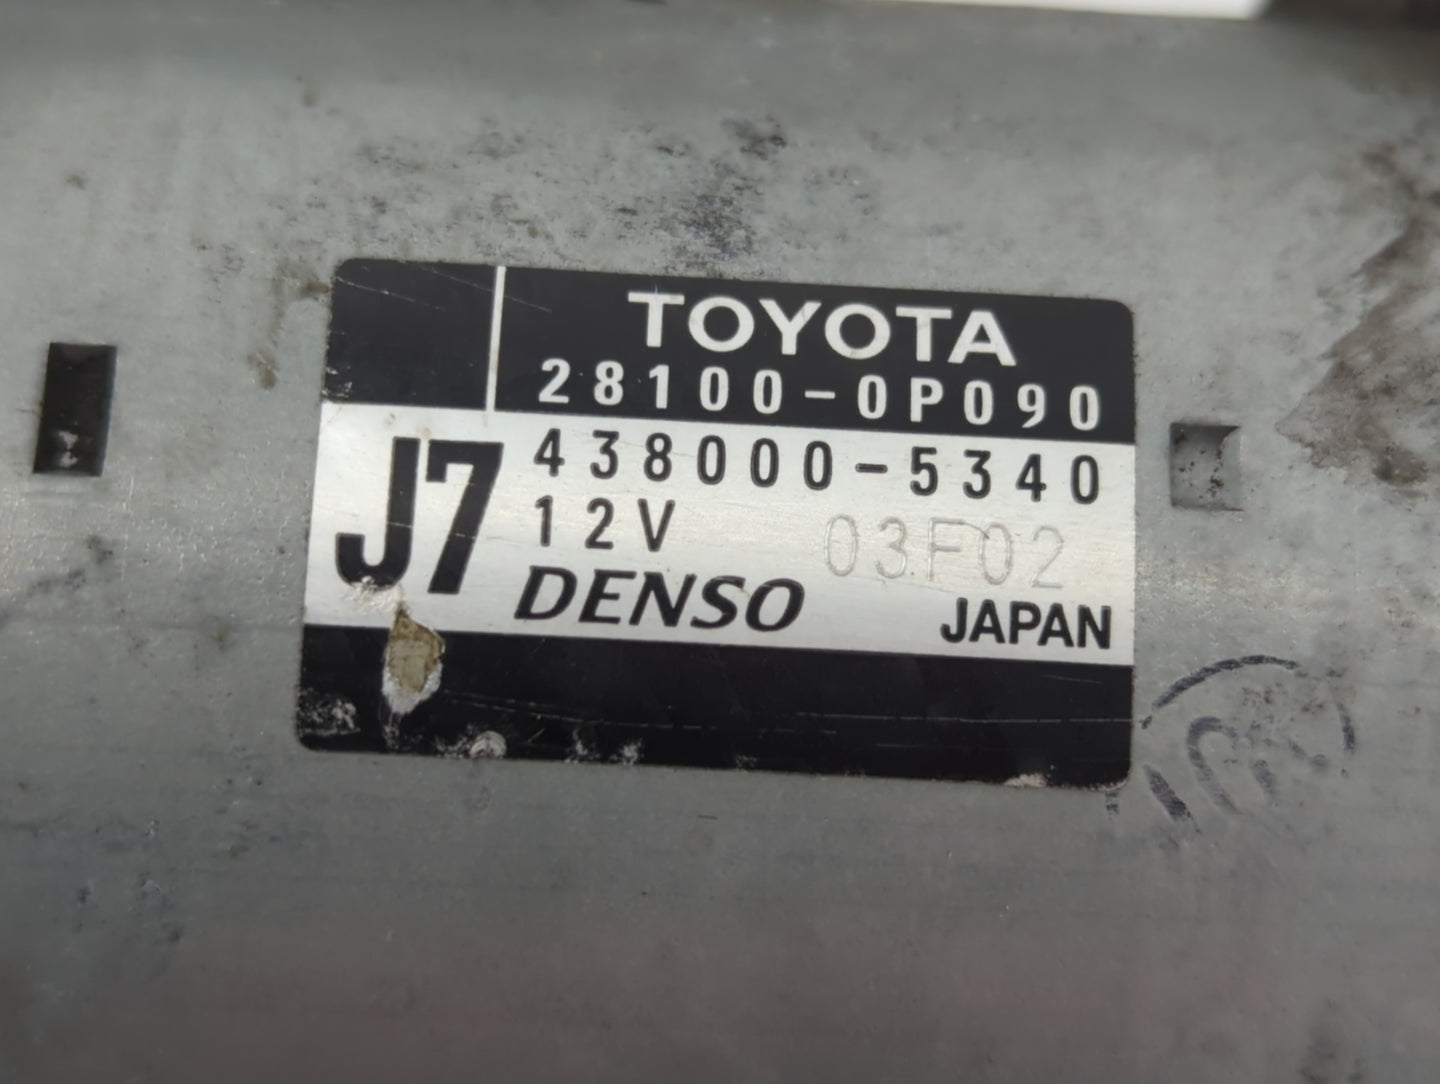 TOYOTA
28100-0P090
J7
438000-5340
12V 03F02
DENSO JAPAN